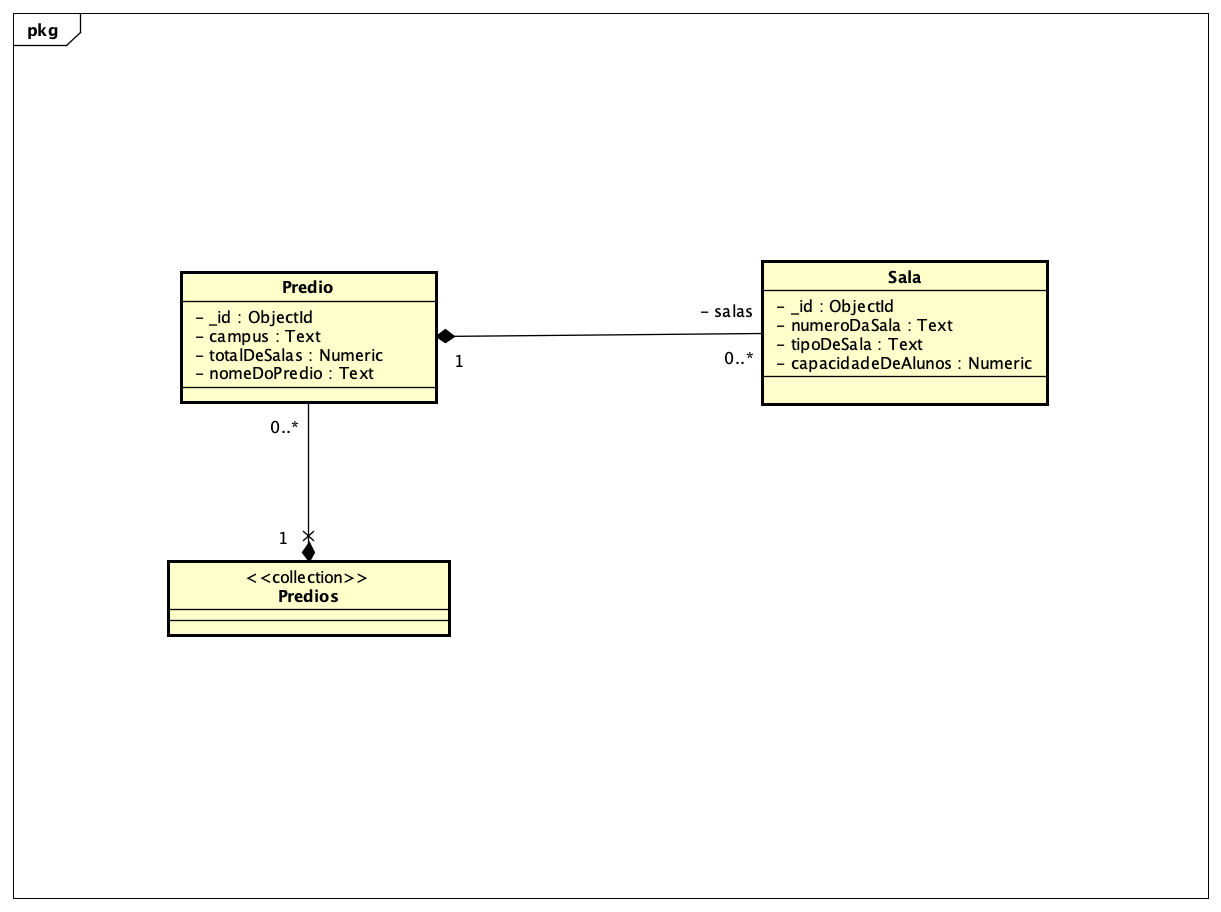 pkg
Predio
- _id : ObjectId
- campus : Text
- totalDeSalas : Numeric
- nomeDoPredio : Text
1
- salas
0..*
Sala
- _id : ObjectId
- numeroDaSala : Text
- tipoDeSala : Text
- capacidadeDeAlunos : Numeric
0..*
1
<<collection>>
Predios